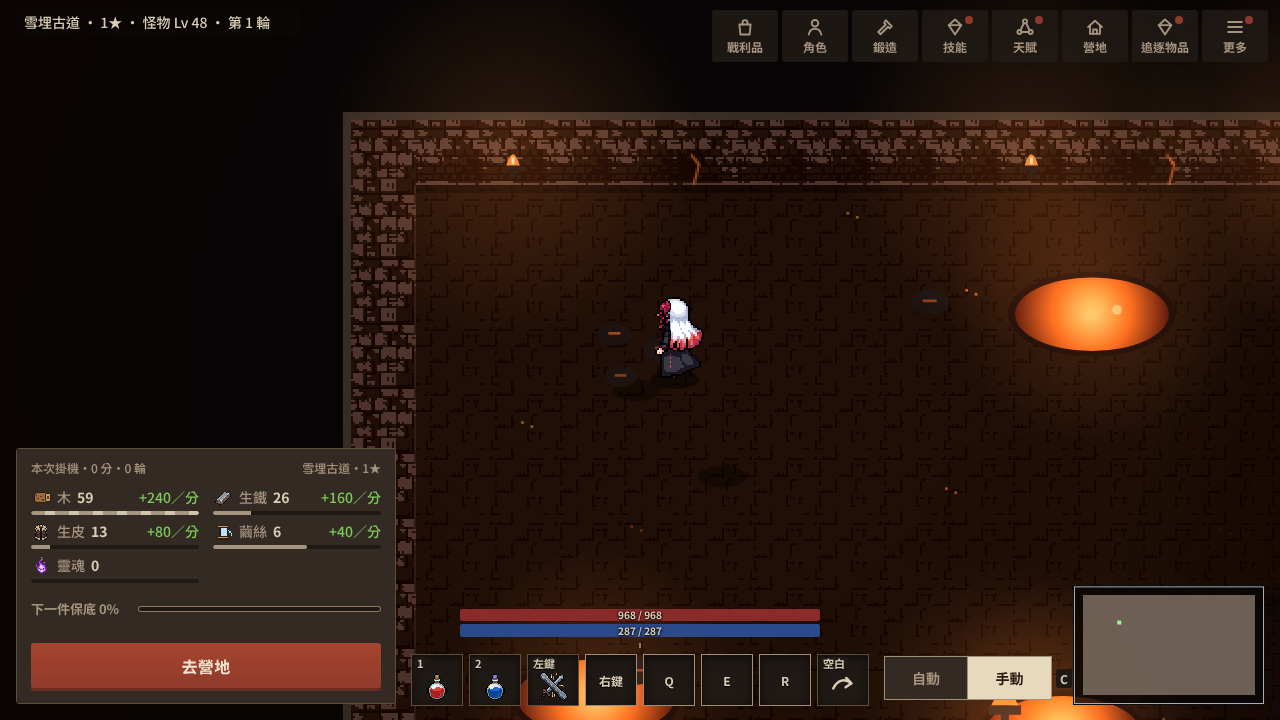 雪埋古道 · 1★ · 怪物 Lv 48 · 第 1 輪
戰利品
角色
鍛造
技能
天賦
營地
追逐物品
更多
本次掛機·0 分·0 輪
雪埋古道·1★
木 59 +240／分
生鐵 26 +160／分
生皮 13 +80／分
繭絲 6 +40／分
靈魂 0
下一件保底 0%
去營地
968 / 968
287 / 287
1
2
左鍵
右鍵
Q
E
R
空白
自動
手動
C